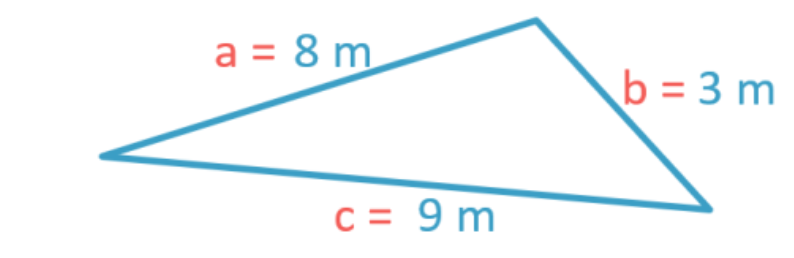 a = 8 m
b = 3 m
c = 9 m